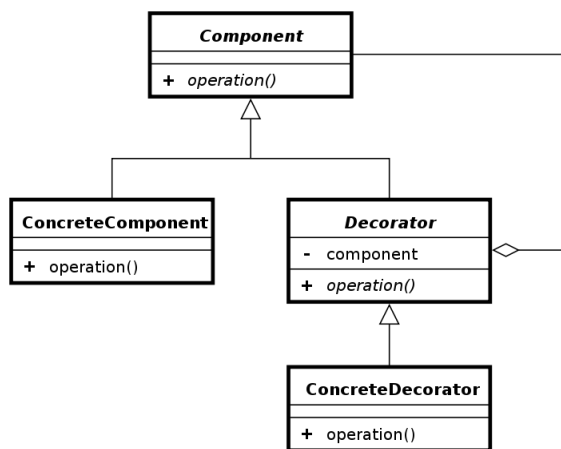 Component
+ operation()
ConcreteComponent
+ operation()
Decorator
- component
+ operation()
ConcreteDecorator
+ operation()